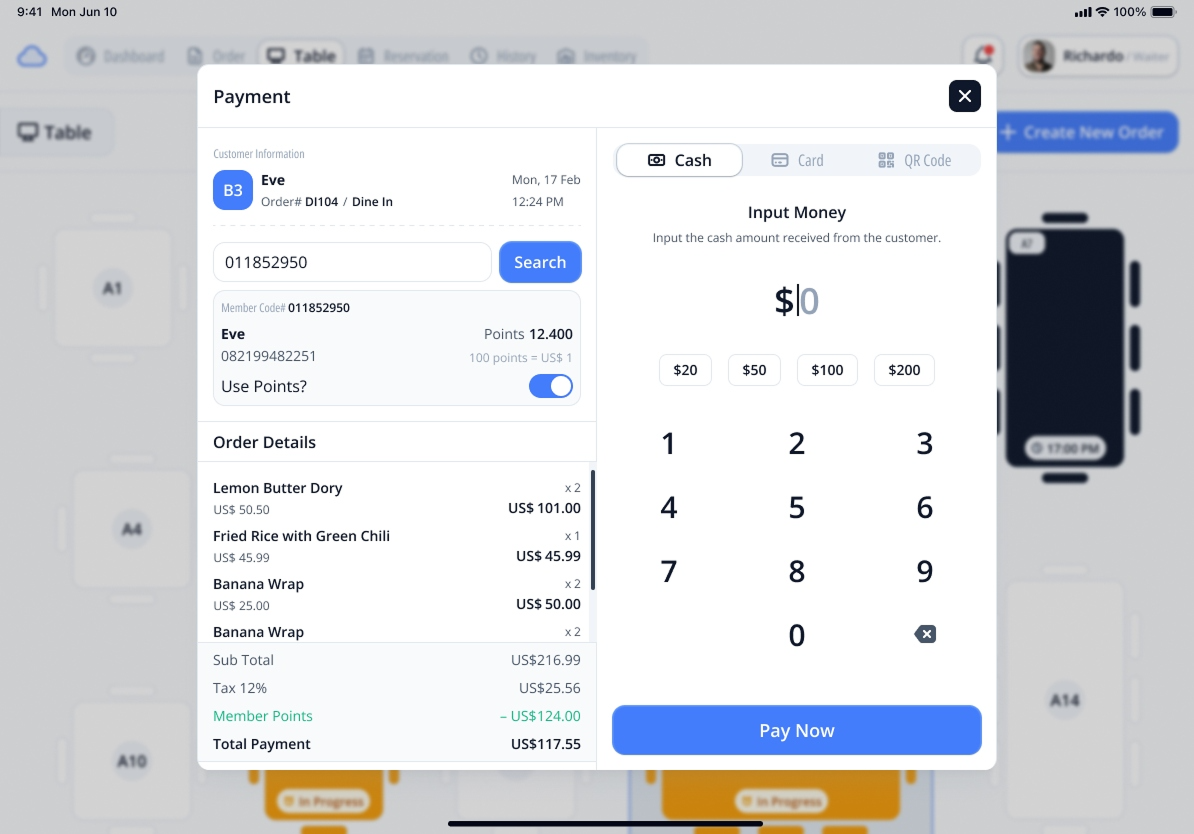 9:41 Mon Jun 10
100%
Dashboard
Order
Table
Reservation
History
Inventory
Richardo / Waiter
Table
Create New Order
Payment
Customer Information
B3
Eve
Order# DI104 / Dine In
Mon, 17 Feb
12:24 PM
011852950
Search
Member Code# 011852950
Eve
Points 12.400
082199482251
100 points = US$ 1
Use Points?
Order Details
Lemon Butter Dory
x 2
US$ 50.50
US$ 101.00
Fried Rice with Green Chili
x 1
US$ 45.99
US$ 45.99
Banana Wrap
x 2
US$ 25.00
US$ 50.00
Banana Wrap
x 2
Sub Total
US$216.99
Tax 12%
US$25.56
Member Points
– US$124.00
Total Payment
US$117.55
Cash
Card
QR Code
Input Money
Input the cash amount received from the customer.
$0
$20
$50
$100
$200
1
2
3
4
5
6
7
8
9
0
Pay Now
A1
A4
A10
A7
17:00 PM
A14
In Progress
In Progress